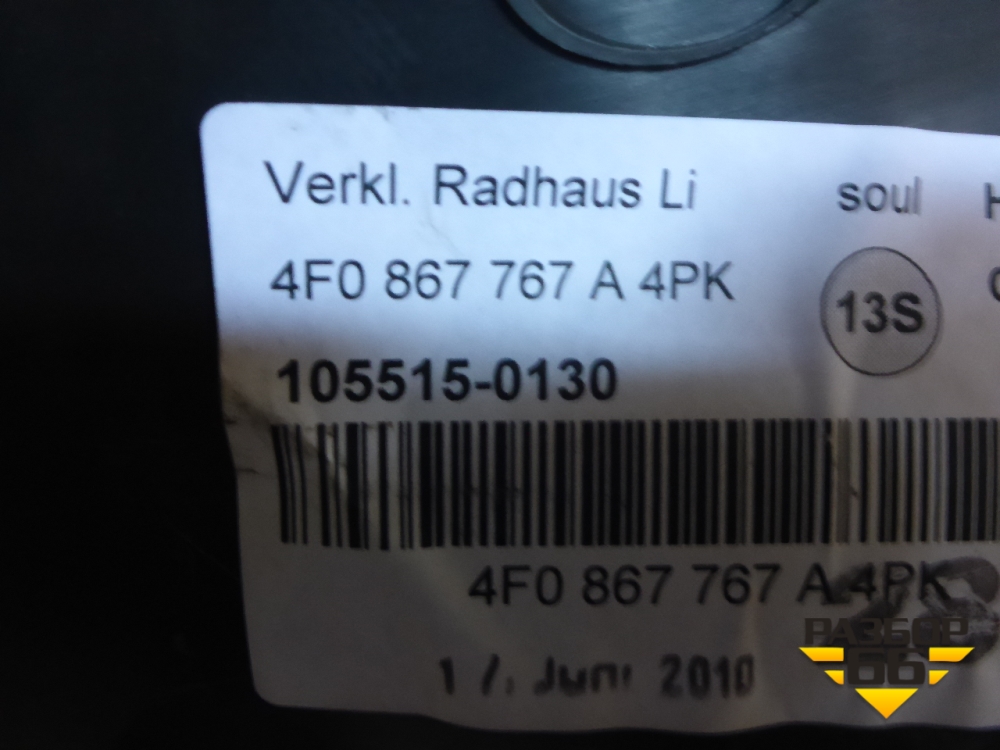 Verkl. Radhaus Li soul
4F0 867 767 A 4PK
13S
105515-0130
4F0 867 767 A 4PK
17. Juni 2010
РАЗБОР
66